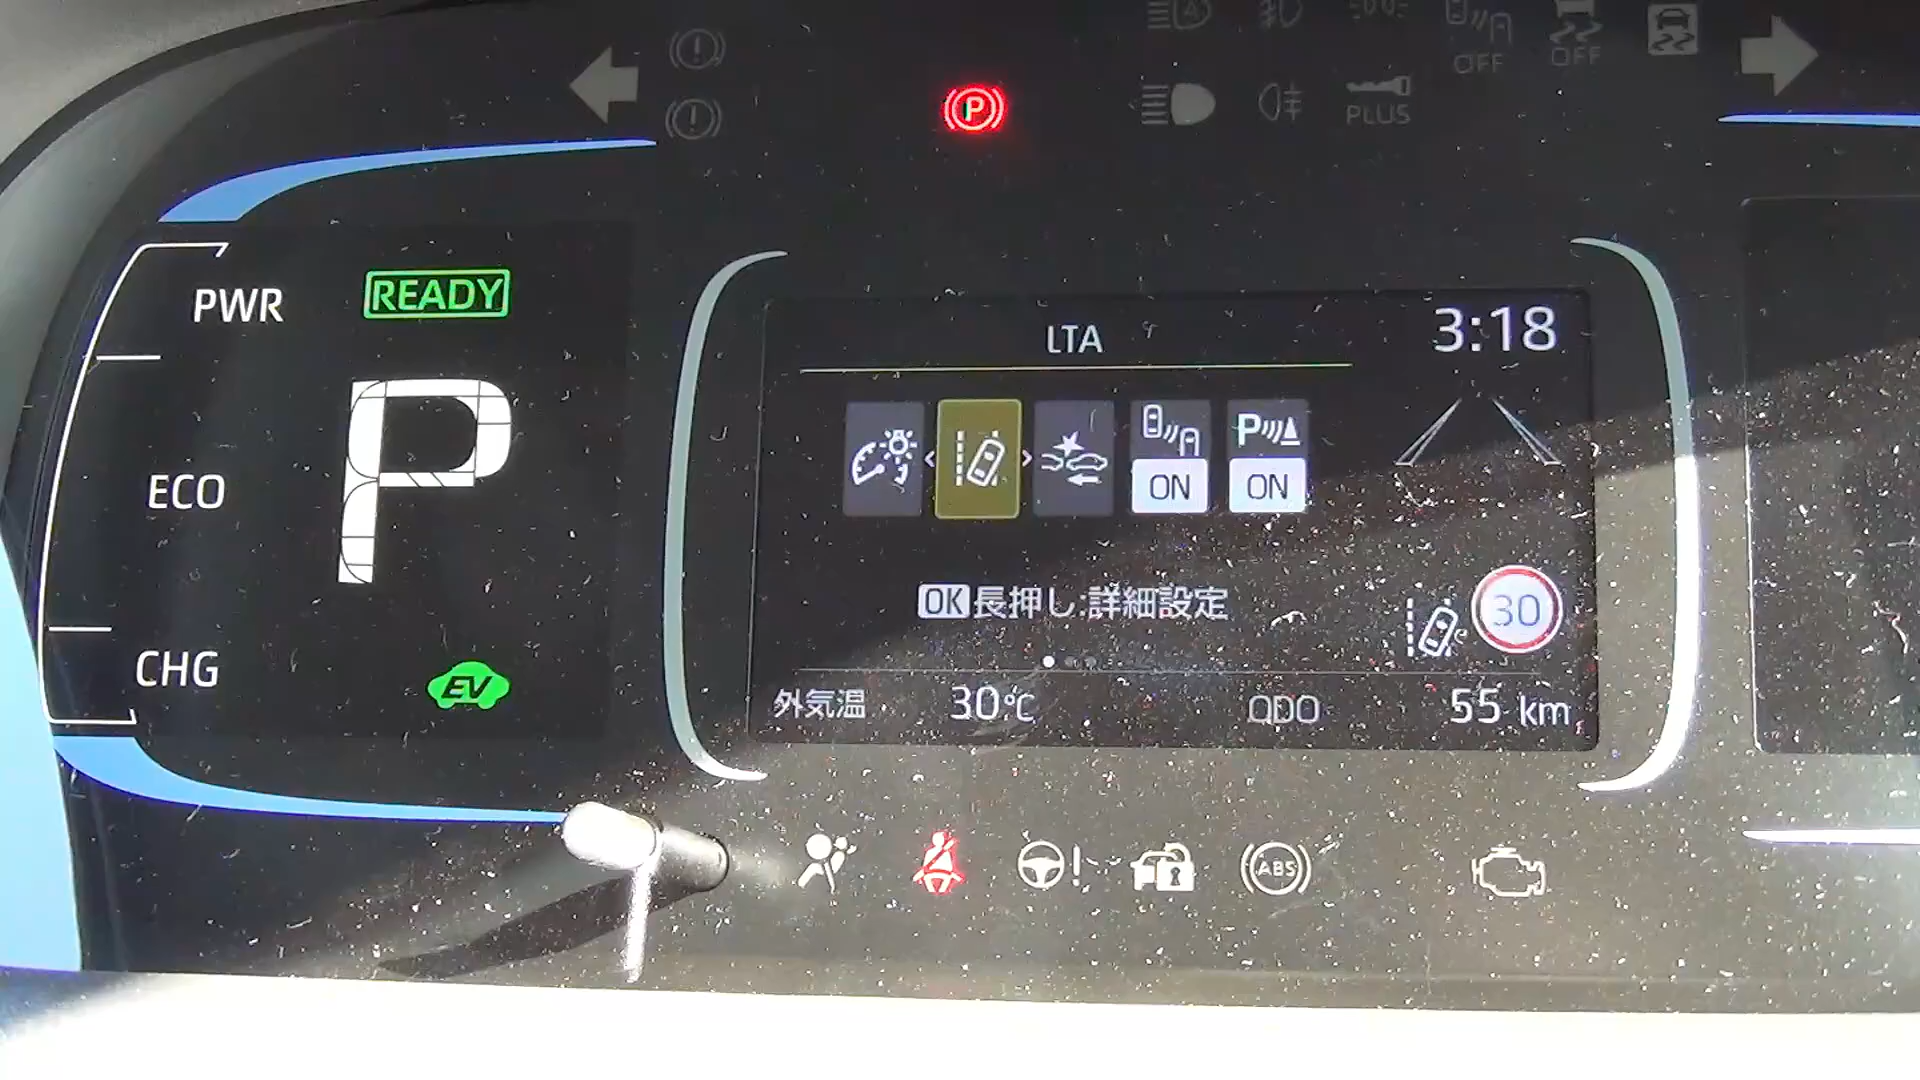 OFF
OFF
P
PLUS
PWR
READY
LTA
3:18
P
ECO
P
ON
ON
OK長押し:詳細設定
30
CHG
EV
外気温
30℃
ODO
55 km
!
ABS